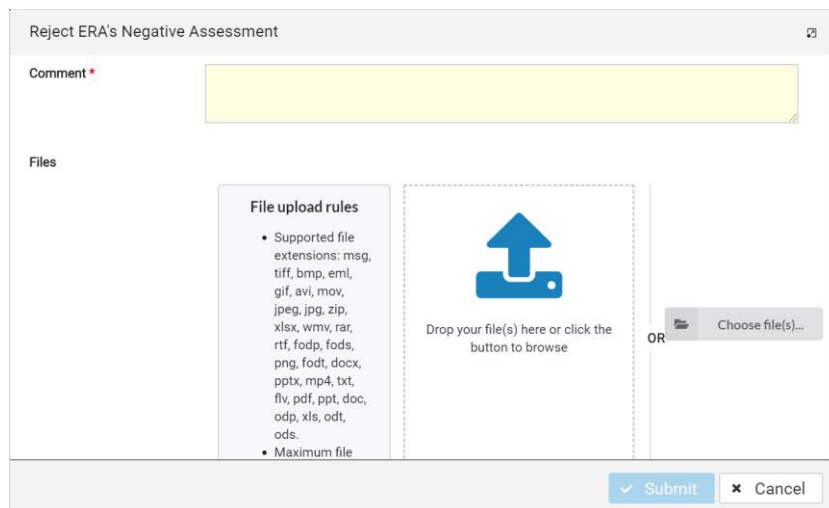 Reject ERA's Negative Assessment
Comment *
Files
File upload rules
• Supported file
extensions: msg,
tiff, bmp, eml,
gif, avi, mov,
jpeg, jpg, zip,
xlsx, wmv, rar,
rtf, fodp, fods,
png, fodt, docx,
pptx, mp4, txt,
flv, pdf, ppt, doc,
odp, xls, odt,
ods.
• Maximum file
Drop your file(s) here or click the
button to browse
OR
Choose file(s)...
Submit
Cancel